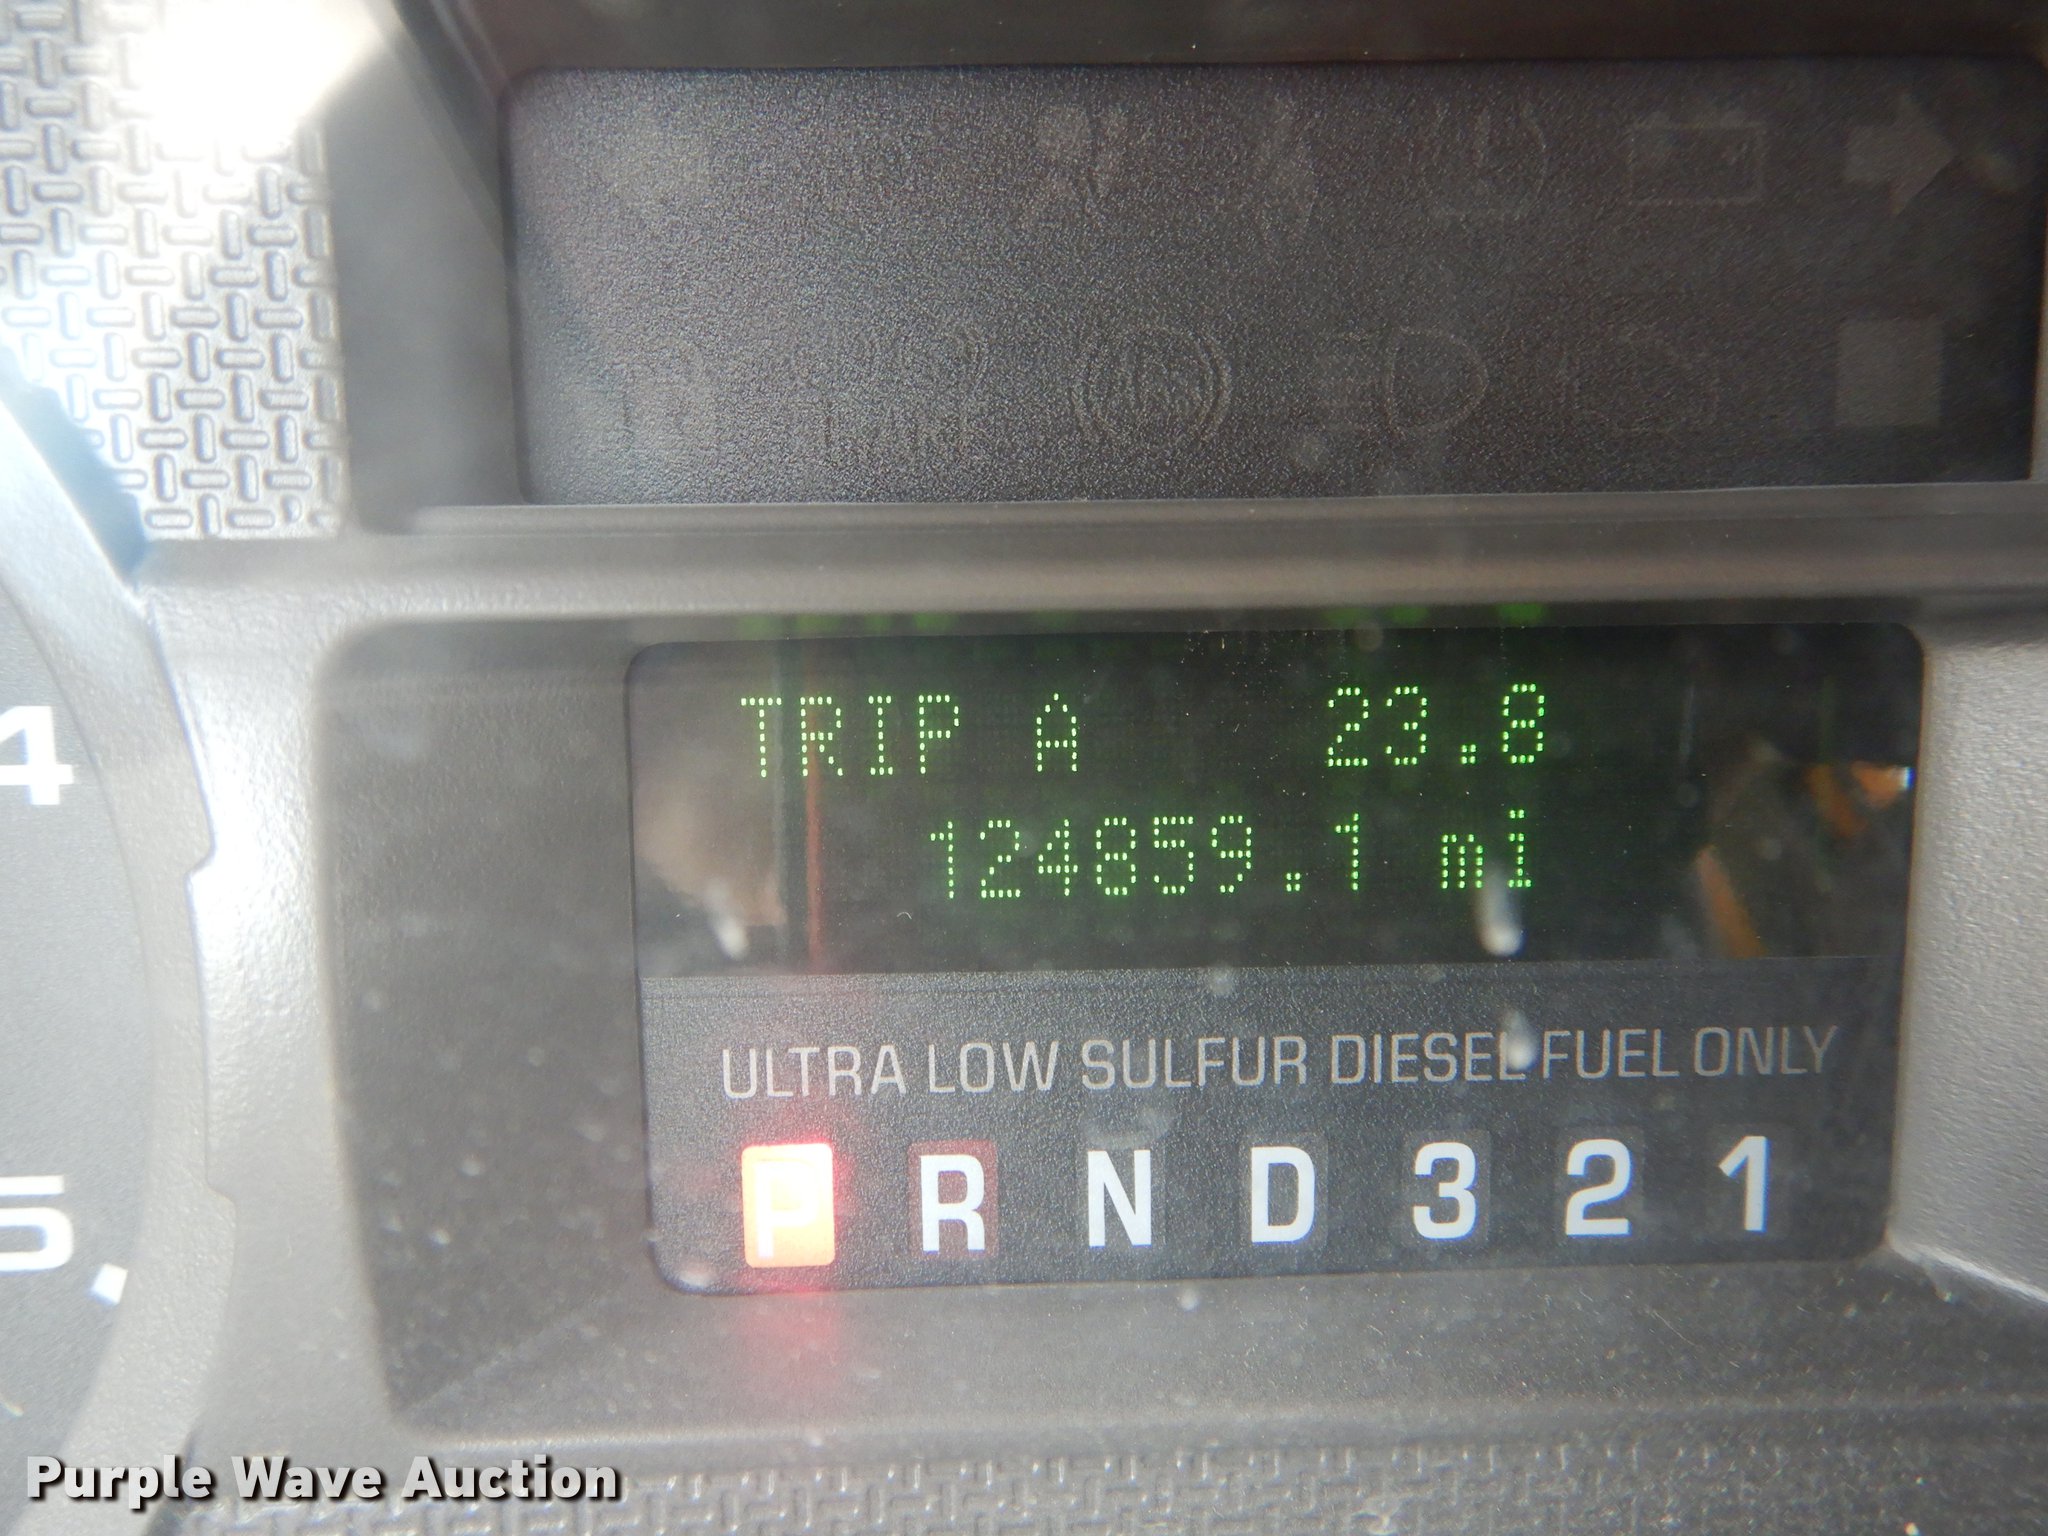 4
5
TRIP A 23.8
124859.1 mi
ULTRA LOW SULFUR DIESEL FUEL ONLY
P R N D 3 2 1
Purple Wave Auction